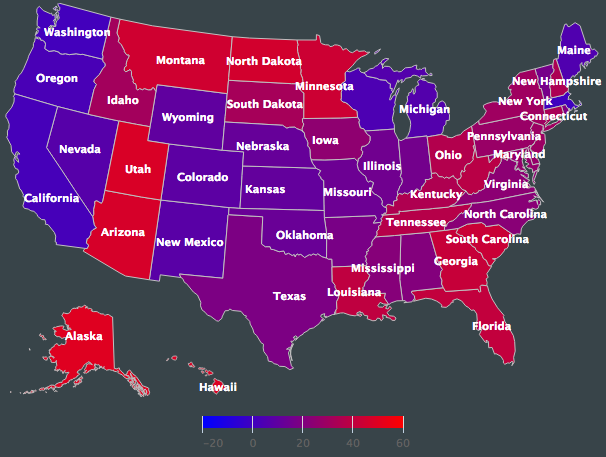 Washington
Maine
Montana
North Dakota
Oregon
Minnesota
New Hampshire
Idaho
South Dakota
New York
Michigan
Wyoming
Connecticut
Pennsylvania
Iowa
Nebraska
Nevada
Ohio
Maryland
Utah
Illinois
Colorado
Virginia
Kansas
Missouri
Kentucky
California
North Carolina
Tennessee
Arizona
Oklahoma
South Carolina
New Mexico
Georgia
Mississippi
Texas
Louisiana
Florida
Alaska
Hawaii
−20 0 20 40 60